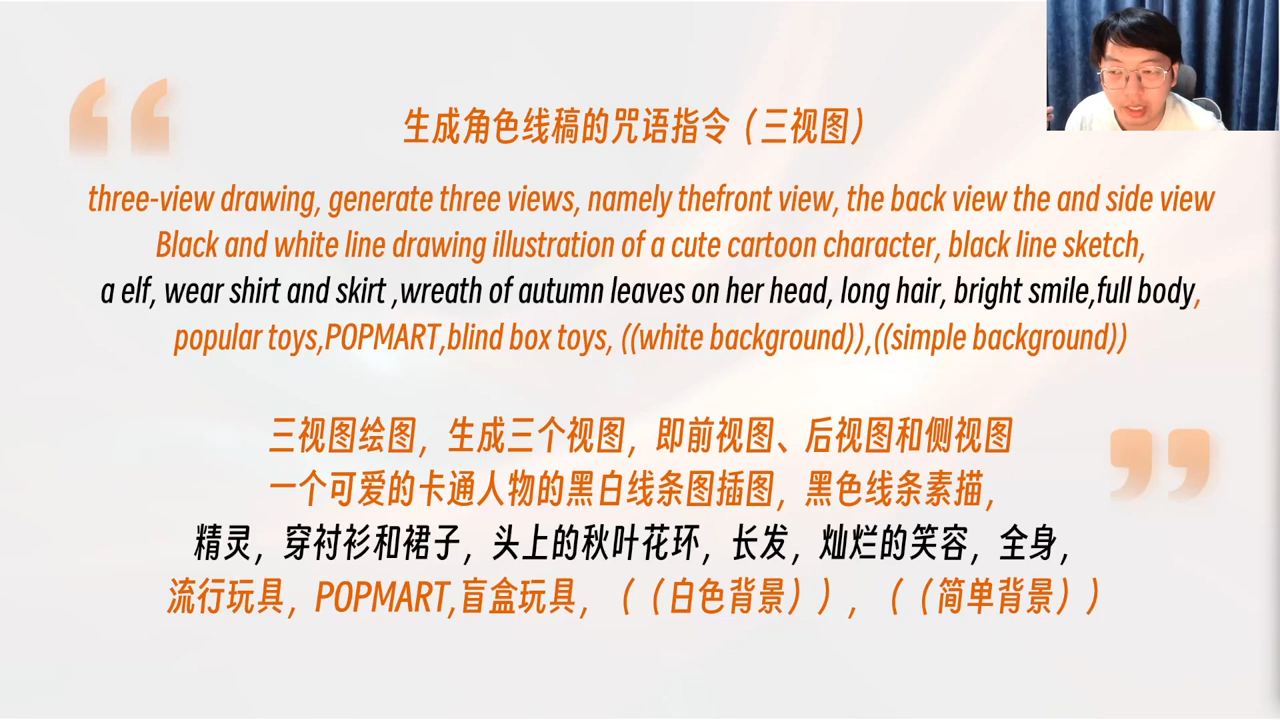 生成角色线稿的咒语指令（三视图）
three-view drawing, generate three views, namely thefront view, the back view the and side view
Black and white line drawing illustration of a cute cartoon character, black line sketch,
a elf, wear shirt and skirt ,wreath of autumn leaves on her head, long hair, bright smile,full body,
popular toys,POPMART,blind box toys, ((white background)),((simple background))
三视图绘图，生成三个视图，即前视图、后视图和侧视图
一个可爱的卡通人物的黑白线条图插图，黑色线条素描，
精灵，穿衬衫和裙子，头上的秋叶花环，长发，灿烂的笑容，全身，
流行玩具，POPMART,盲盒玩具，（（白色背景）），（（简单背景））